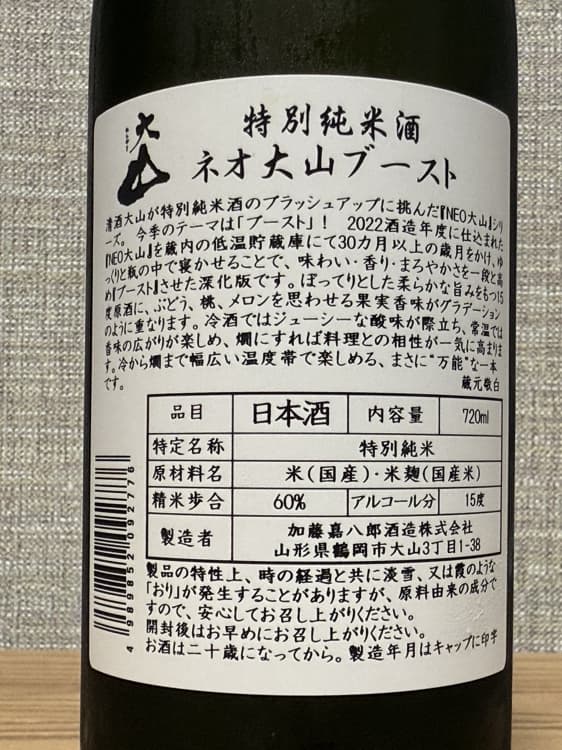 大山
特別純米酒
ネオ大山ブースト
清酒大山が特別純米酒のブラッシュアップに挑んだ『NEO大山』シリ
ーズ。今季のテーマは「ブースト」！ 2022酒造年度に仕込まれた
『NEO大山』を蔵内の低温貯蔵庫にて30カ月以上の歳月をかけ、ゆ
っくりと瓶の中で寝かせることで、味わい・香り・まろやかさを一段と高
め『ブースト』させた深化版です。ぽってりとした柔らかな旨みをもつ15
度原酒に、ぶどう、桃、メロンを思わせる果実香味がグラデーション
のように重なります。冷酒ではジューシーな酸味が際立ち、常温では
香味の広がりが楽しめ、燗にすれば料理との相性が一気に高まりま
す。冷から燗まで幅広い温度帯で楽しめる、まさに"万能"な一本
です。
蔵元敬白
品目 日本酒 内容量 720ml
特定名称 特別純米
原材料名 米(国産)・米麹(国産米)
精米歩合 60% アルコール分 15度
製造者 加藤嘉八郎酒造株式会社
山形県鶴岡市大山3丁目1-38
製品の特性上、時の経過と共に淡雪、又は霞のような
「おり」が発生することがありますが、原料由来の成分で
すので、安心してお召し上がりください。
開封後はお早めにお召し上がりください。
お酒は二十歳になってから。製造年月はキャップに印字
4 989852 092776